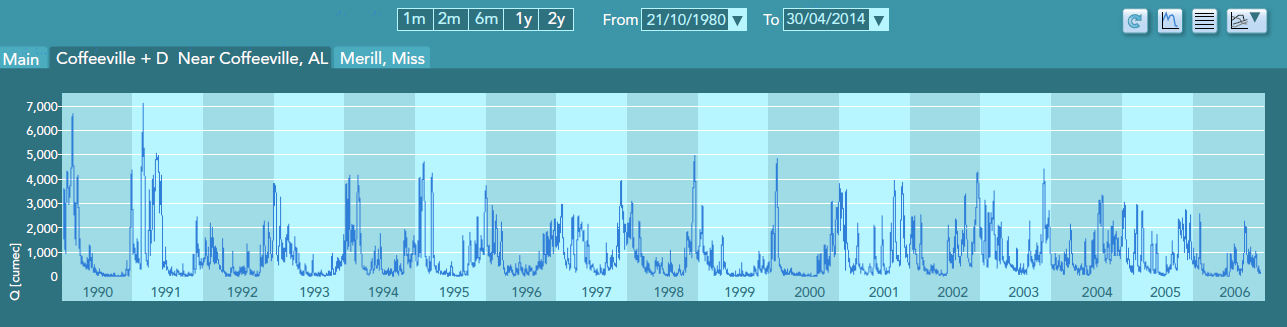 1m 2m 6m 1y 2y From 21/10/1980 To 30/04/2014
Main Coffeeville + D Near Coffeeville, AL Merill, Miss
7,000
6,000
5,000
4,000
3,000
2,000
1,000
0
Q [cumec]
1990 1991 1992 1993 1994 1995 1996 1997 1998 1999 2000 2001 2002 2003 2004 2005 2006